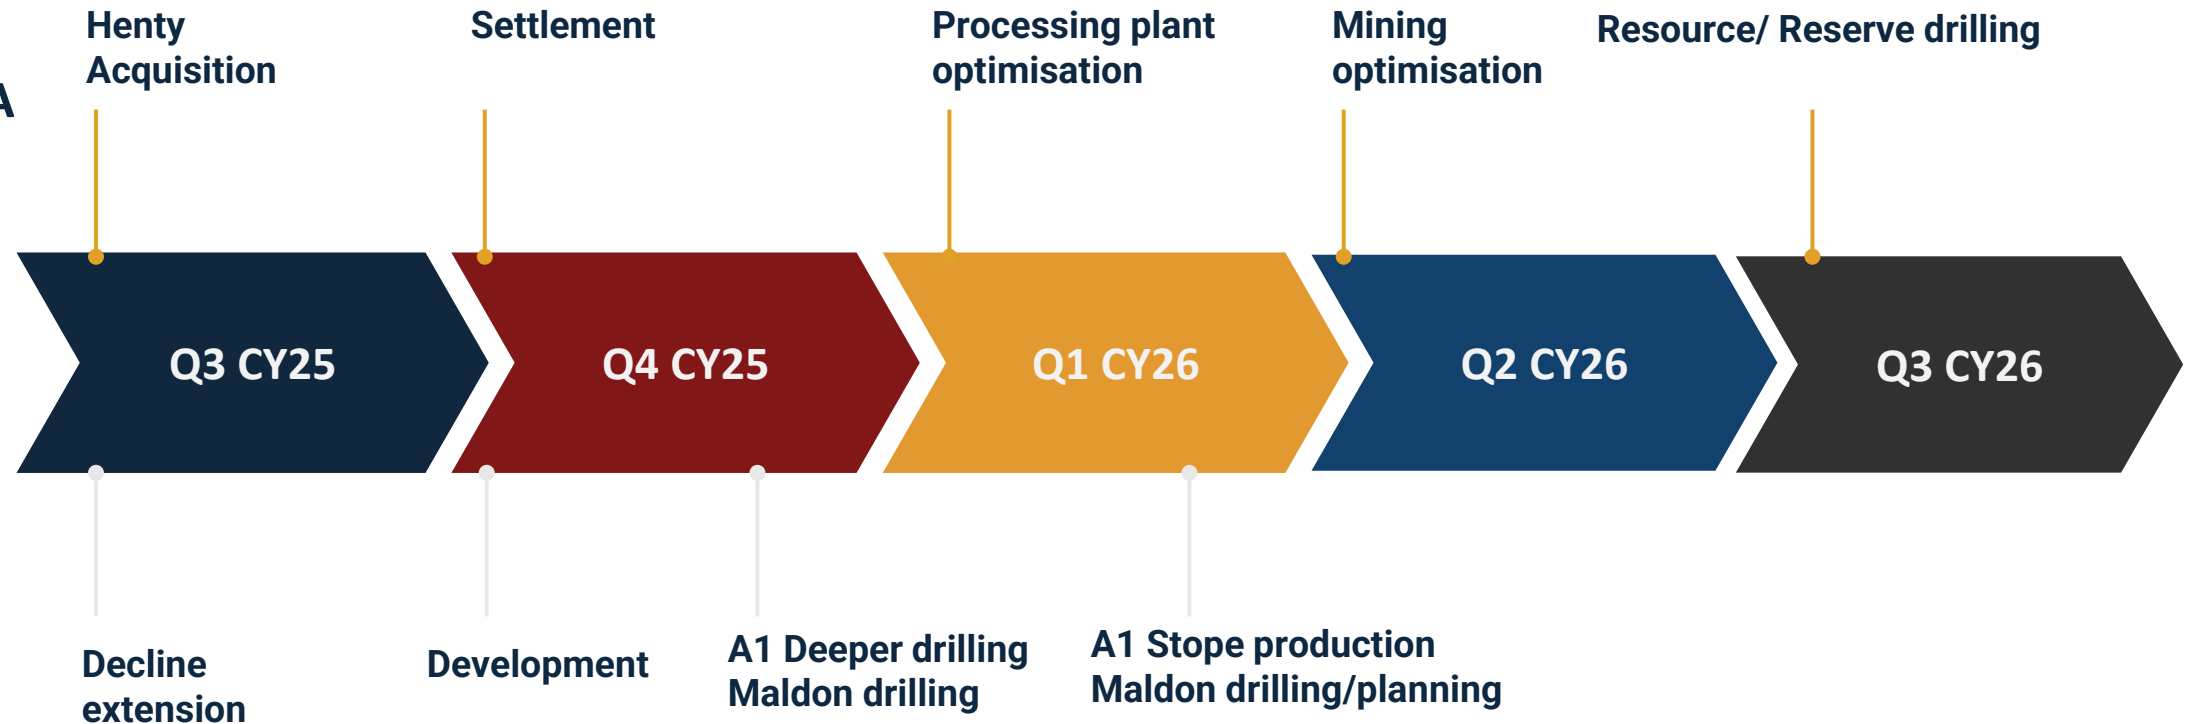 Henty
Acquisition
Settlement
Processing plant
optimisation
Mining
optimisation
Resource/ Reserve drilling
A
Q3 CY25
Q4 CY25
Q1 CY26
Q2 CY26
Q3 CY26
Decline
extension
Development
A1 Deeper drilling
Maldon drilling
A1 Stope production
Maldon drilling/planning